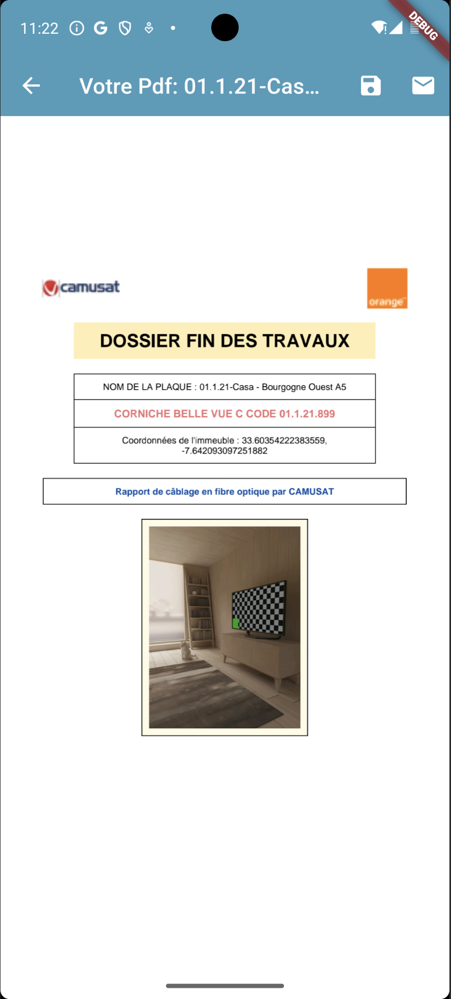 11:22
DEBUG
Votre Pdf: 01.1.21-Cas...
camusat
orange™
DOSSIER FIN DES TRAVAUX
NOM DE LA PLAQUE : 01.1.21-Casa - Bourgogne Ouest A5
CORNICHE BELLE VUE C CODE 01.1.21.899
Coordonnées de l'immeuble : 33.60354222383559,
-7.642093097251882
Rapport de câblage en fibre optique par CAMUSAT